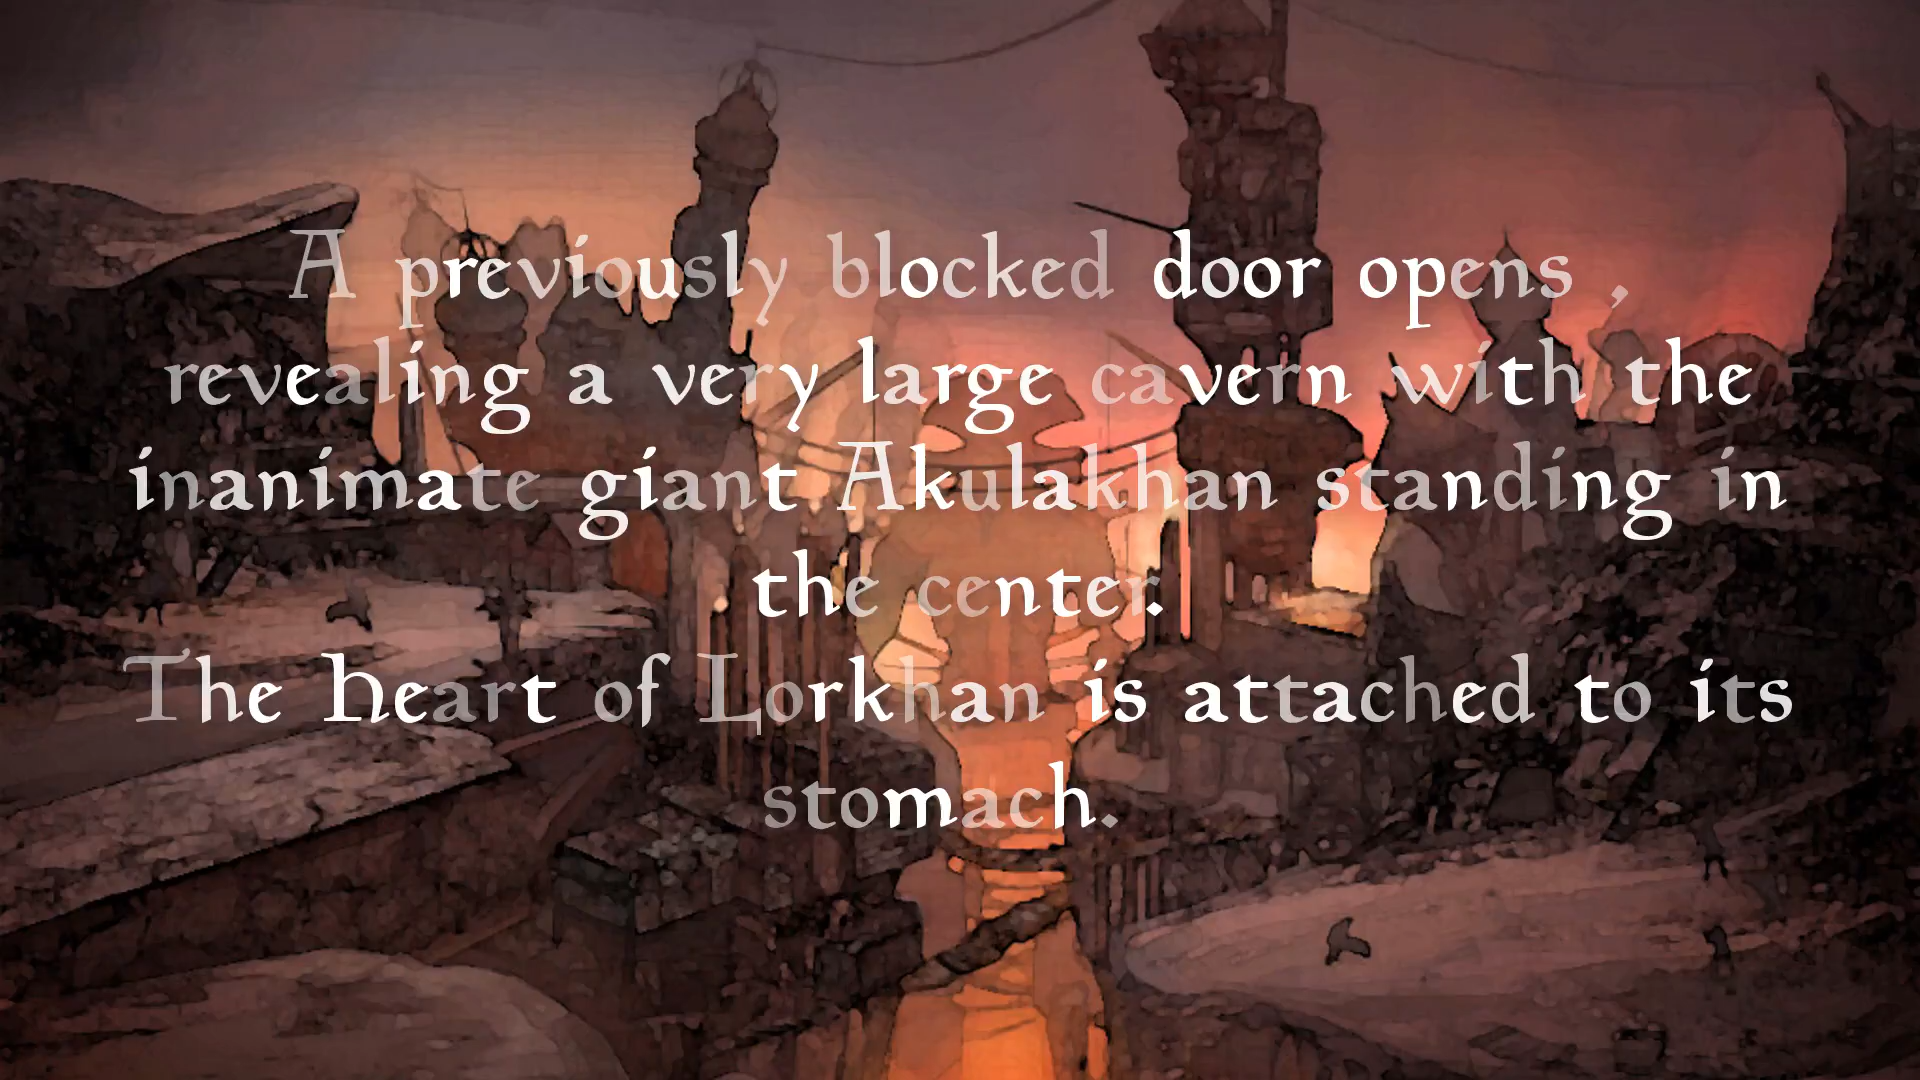 A previously blocked door opens ,
revealing a very large cavern with the
inanimate giant Akulakhan standing in
the center.
The heart of Lorkhan is attached to its
stomach.